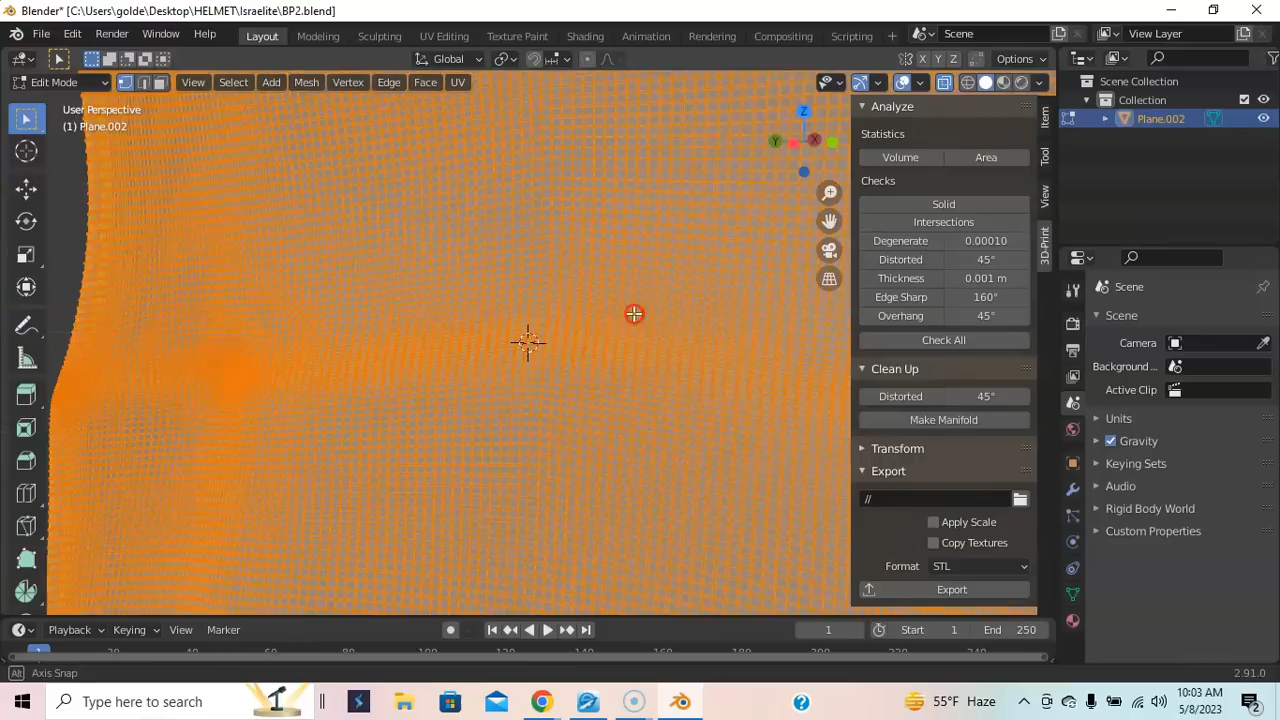 Blender* [C:\Users\golde\Desktop\HELMET\Israelite\BP2.blend]
File Edit Render Window Help Layout Modeling Sculpting UV Editing Texture Paint Shading Animation Rendering Compositing Scripting Scene View Layer
Global X Y Z Options
Edit Mode View Select Add Mesh Vertex Edge Face UV
Scene Collection
Collection
Plane.002
User Perspective
(1) Plane.002
Z
Y
X
Analyze
Statistics
Volume Area
Checks
Solid
Intersections
Degenerate 0.00010
Distorted 45°
Thickness 0.001 m
Edge Sharp 160°
Overhang 45°
Check All
Clean Up
Distorted 45°
Make Manifold
Transform
Export
//
Apply Scale
Copy Textures
Format STL
Export
Item
Tool
View
3DPrint
Scene
Scene
Camera
Background ...
Active Clip
Units
Gravity
Keying Sets
Audio
Rigid Body World
Custom Properties
Playback Keying View Marker 1 Start 1 End 250
Alt Axis Snap 2.91.0
Type here to search 55°F Haze 10:03 AM
5/8/2023 2